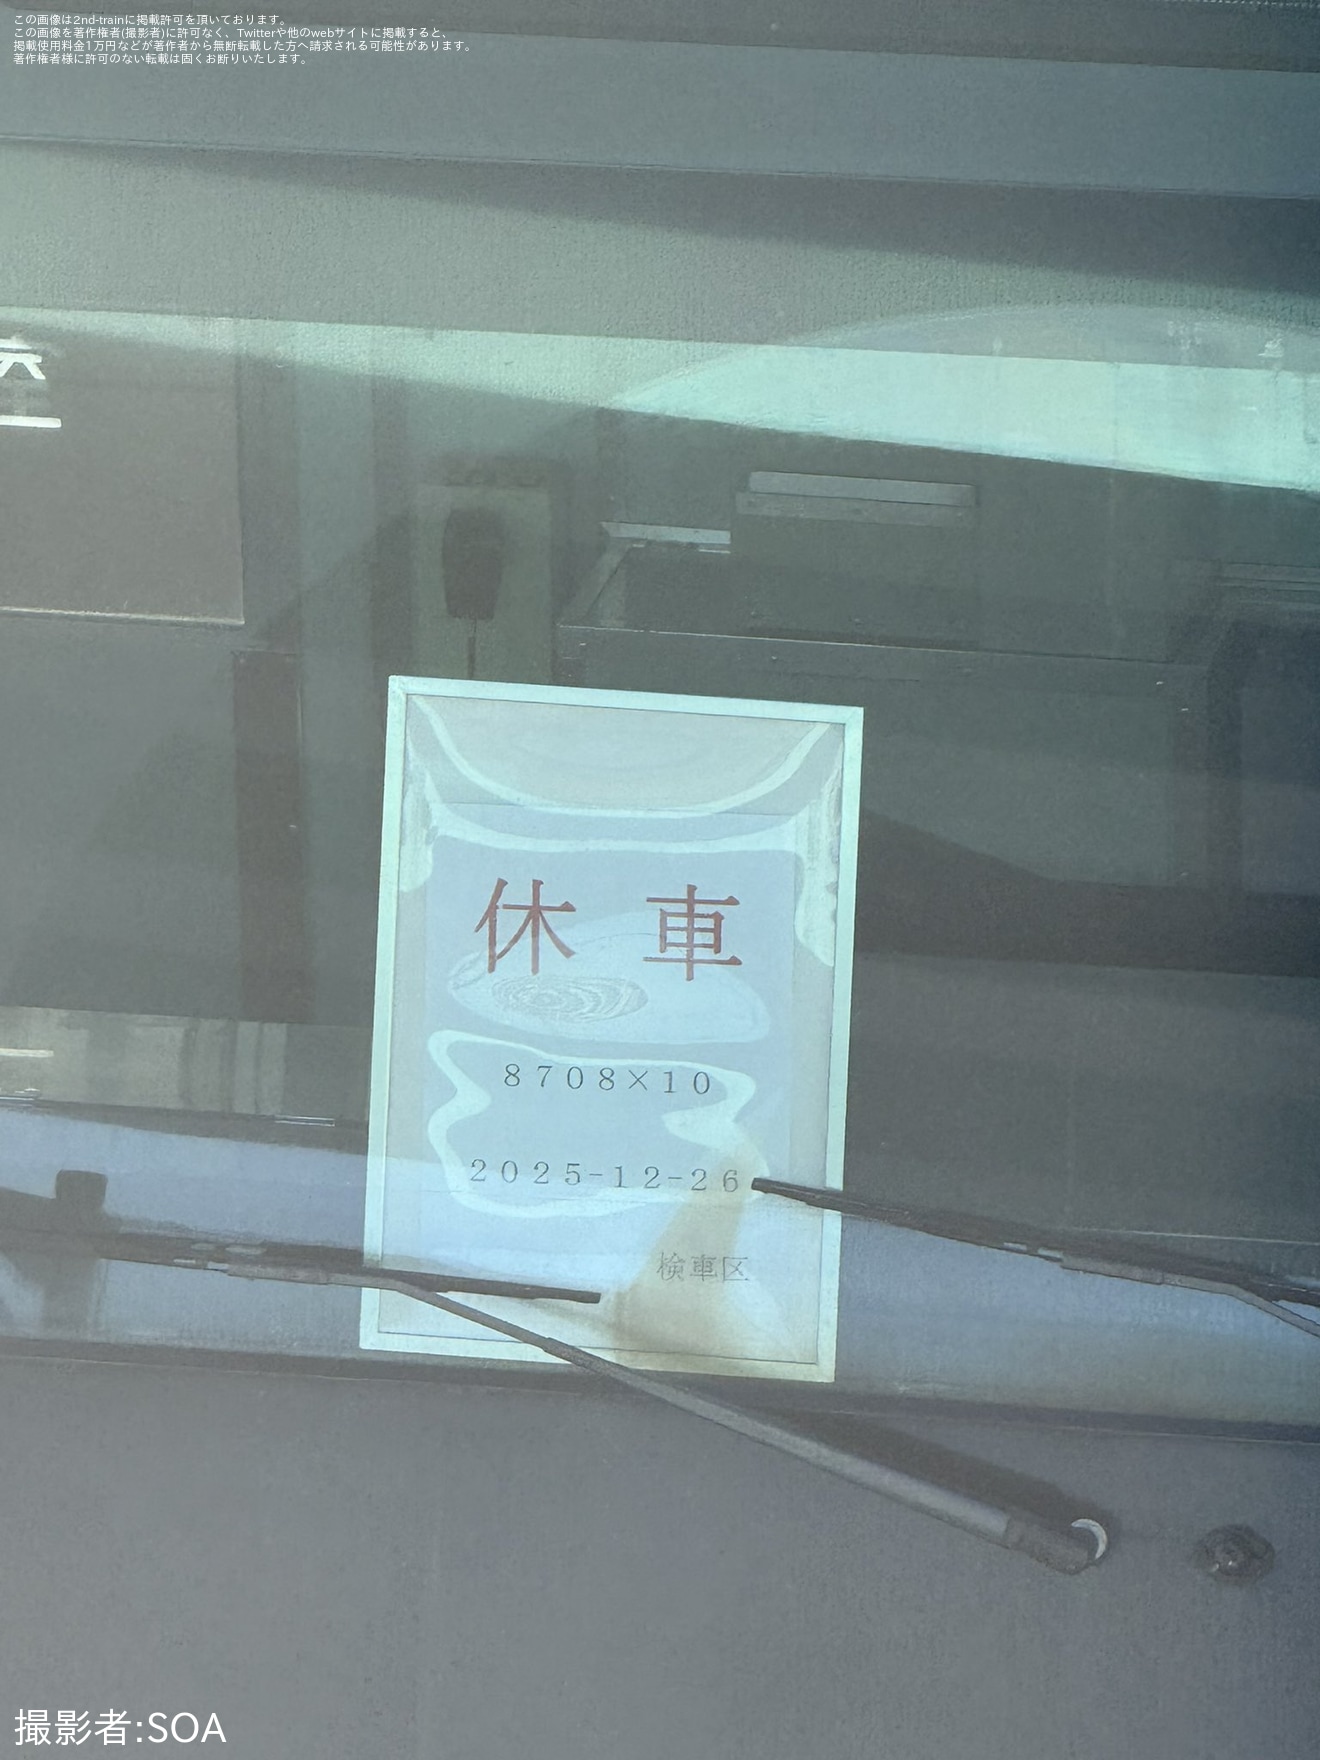 この画像は2nd-trainに掲載許可を頂いております。
この画像を著作権者(撮影者)に許可なく、Twitterや他のwebサイトに掲載すると、
掲載使用料金1万円などが著作者から無断転載した方へ請求される可能性があります。
著作権者様に許可のない転載は固くお断りいたします。
休 車
8708×10
2025-12-26
検車区
撮影者:SOA